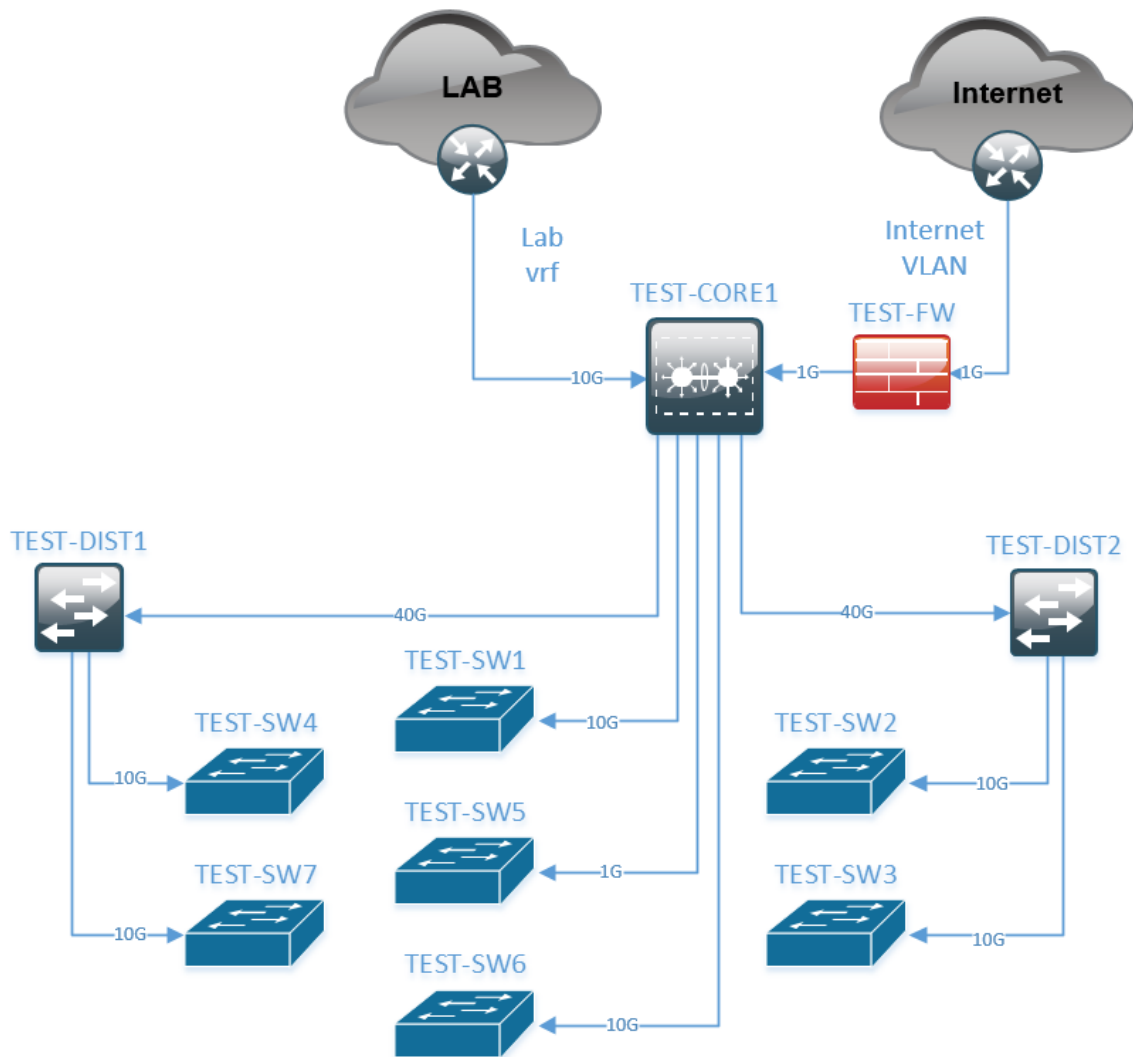 LAB
Internet
Lab
vrf
Internet
VLAN
TEST-CORE1
TEST-FW
10G
1G
1G
TEST-DIST1
TEST-DIST2
40G
40G
TEST-SW1
10G
TEST-SW4
10G
TEST-SW2
10G
TEST-SW5
1G
TEST-SW7
10G
TEST-SW3
10G
TEST-SW6
10G